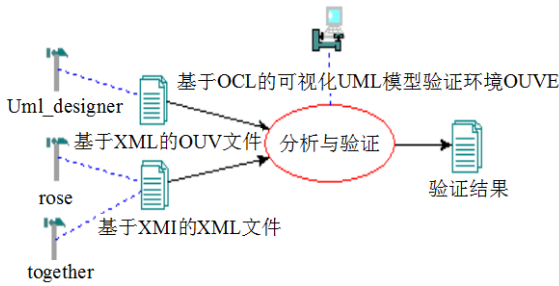 基于OCL的可视化UML模型验证环境OUVE
Uml_designer
基于XML的OUV文件
分析与验证
验证结果
rose
基于XMI的XML文件
together